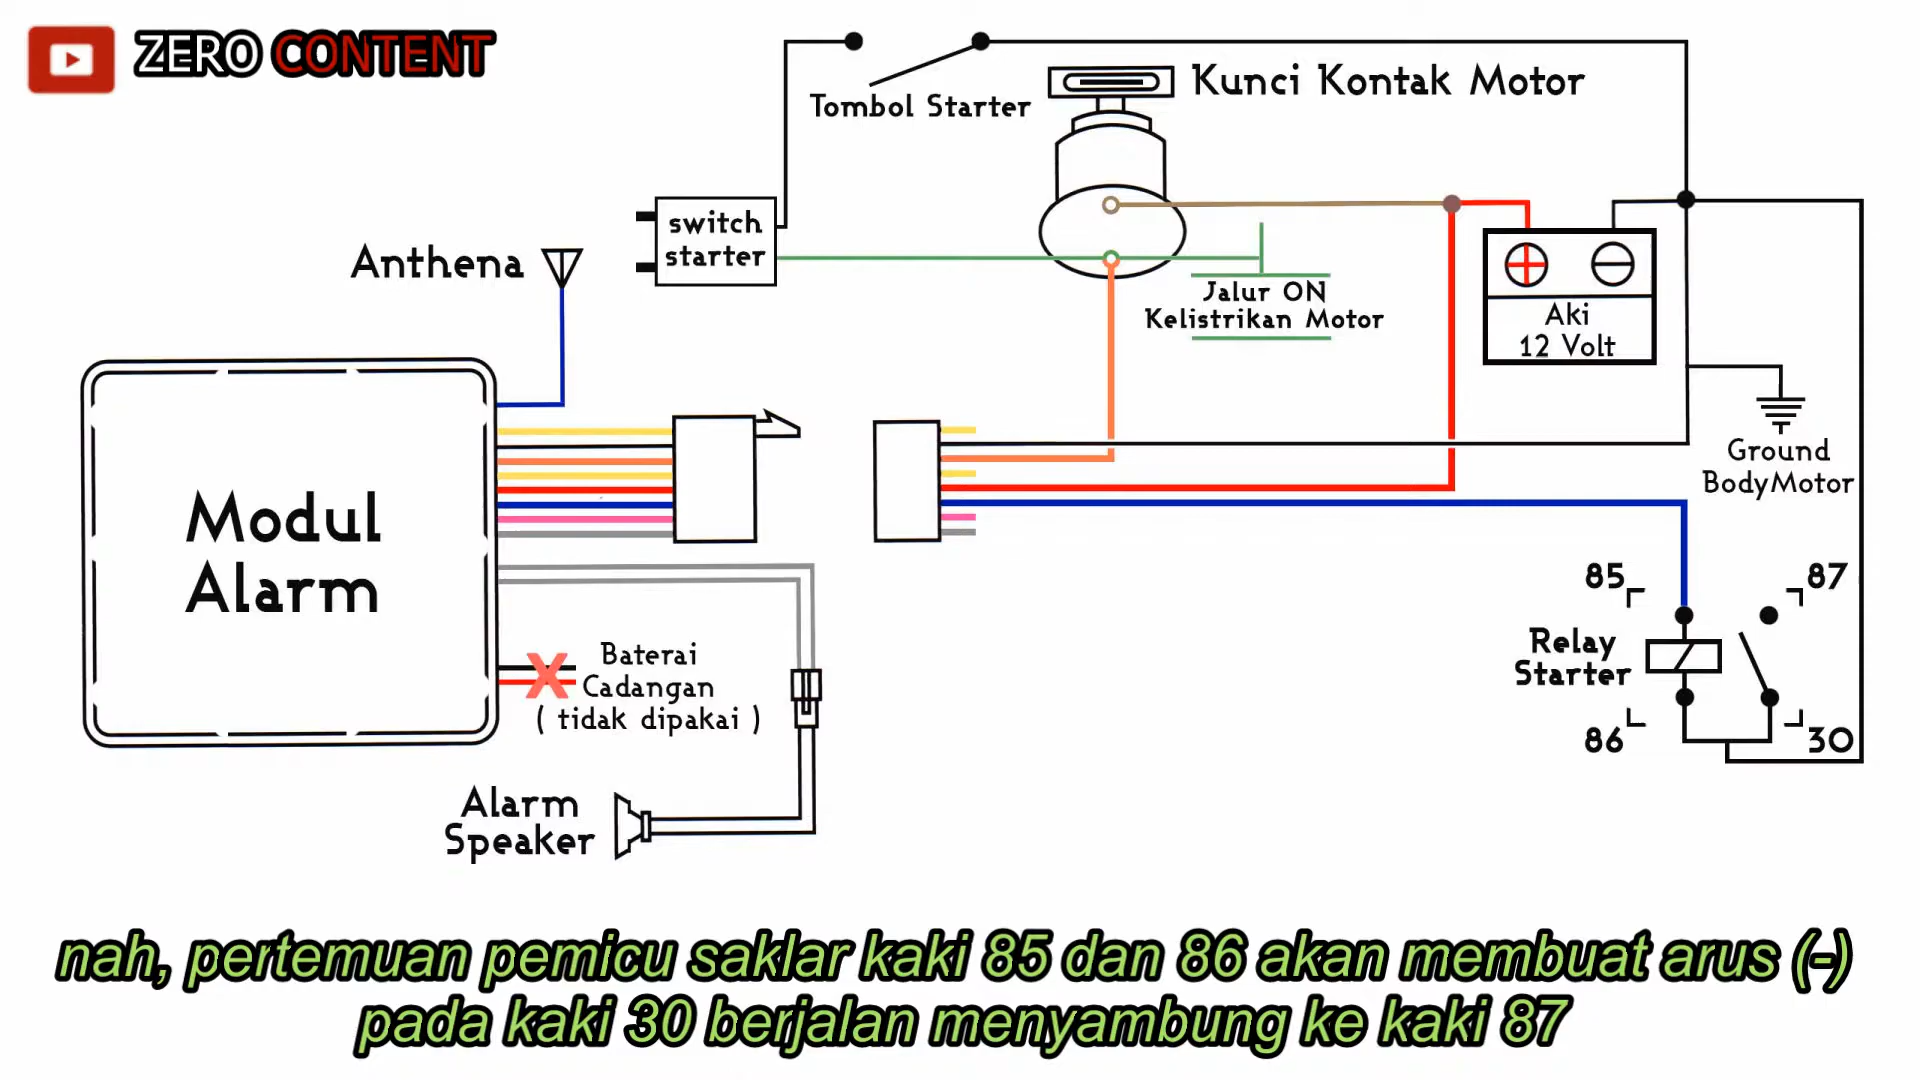 ZERO CONTENT
Kunci Kontak Motor
Tombol Starter
switch
starter
Anthena
Jalur ON
Kelistrikan Motor
Aki
12 Volt
Ground
BodyMotor
Modul
Alarm
85
87
Relay
Starter
86
30
Baterai
Cadangan
( tidak dipakai )
Alarm
Speaker
nah, pertemuan pemicu saklar kaki 85 dan 86 akan membuat arus (-)
pada kaki 30 berjalan menyambung ke kaki 87